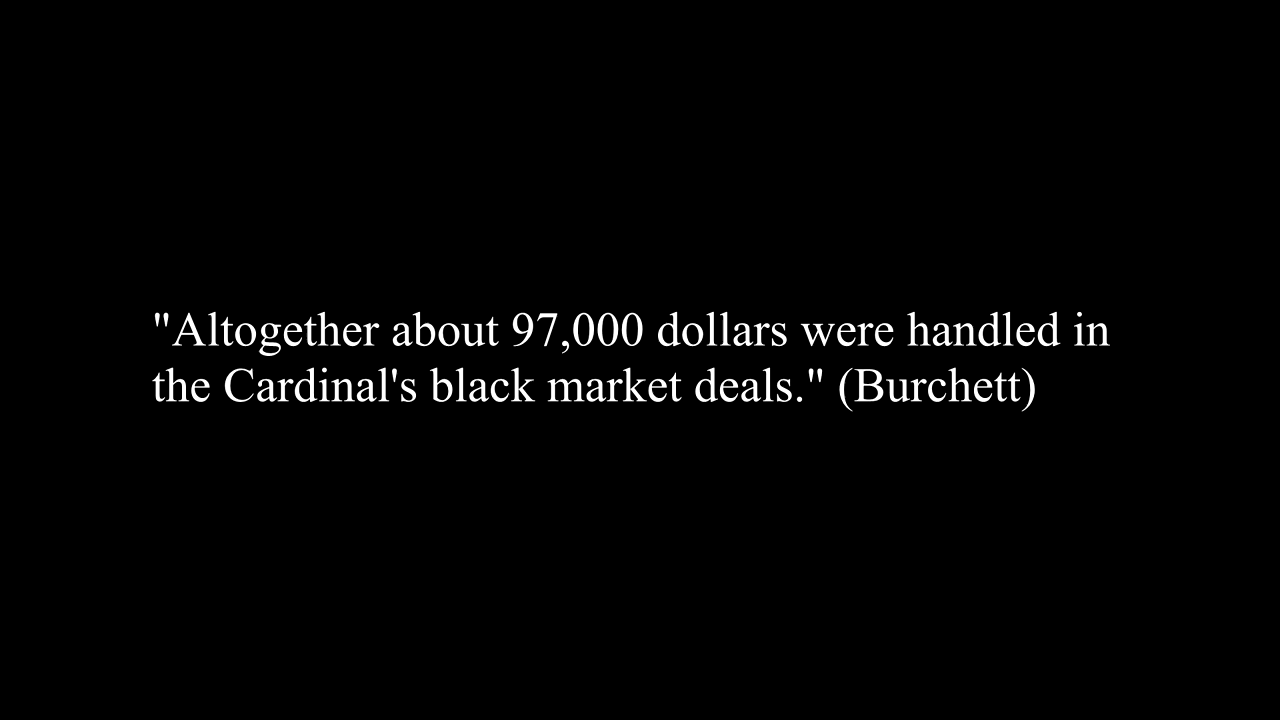 "Altogether about 97,000 dollars were handled in
the Cardinal's black market deals." (Burchett)